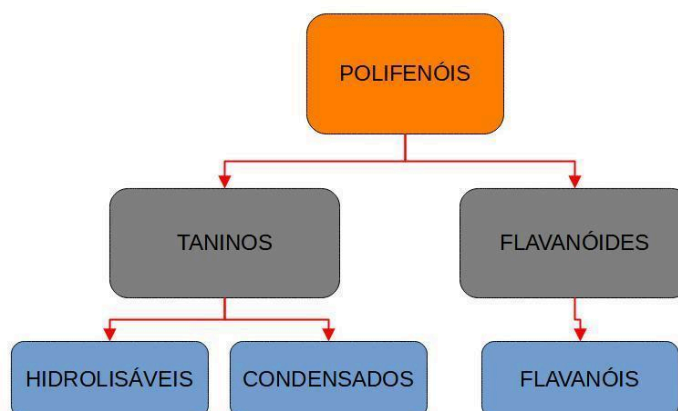 POLIFENÓIS
TANINOS
FLAVANÓIDES
HIDROLISÁVEIS
CONDENSADOS
FLAVANÓIS